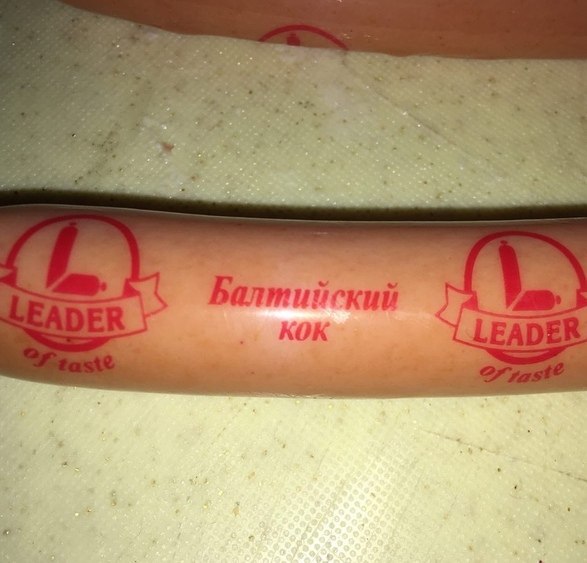 LEADER
of taste
Балтийский
кок
LEADER
of taste